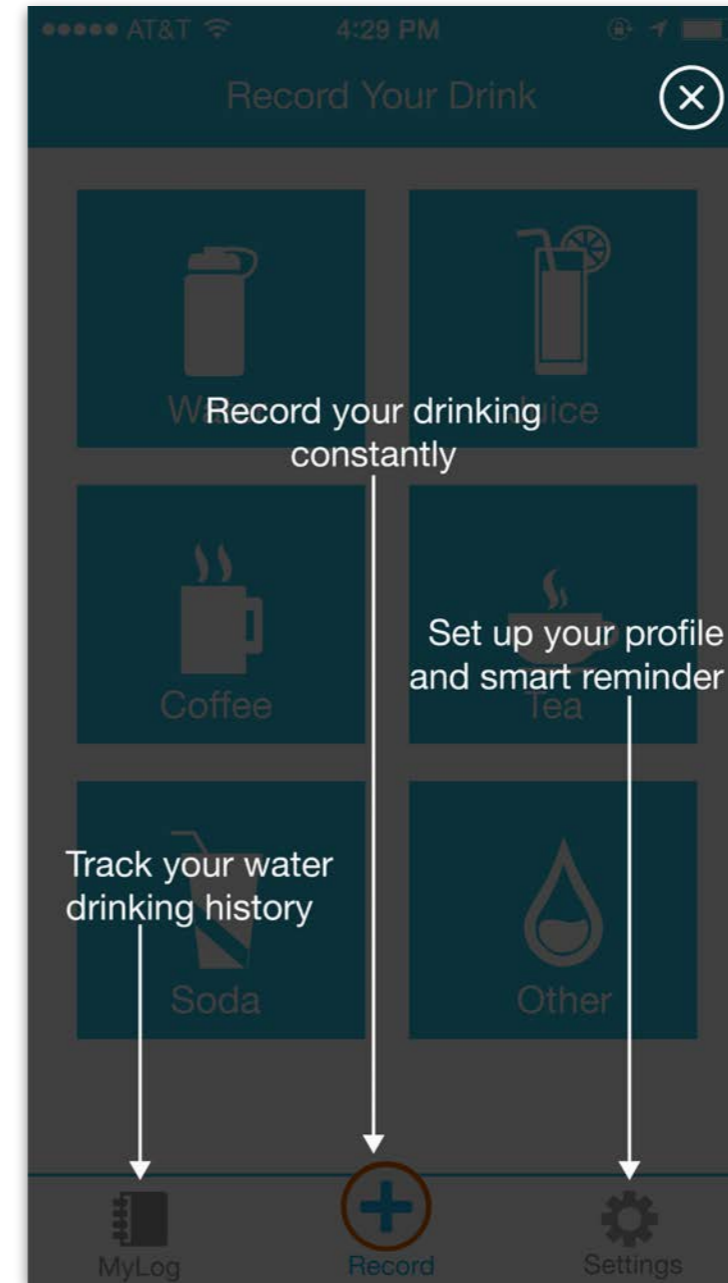 AT&T 4:29 PM
Record Your Drink
Water Juice
Record your drinking
constantly
Coffee Tea
Set up your profile
and smart reminder
Track your water
drinking history
Soda Other
MyLog Record Settings